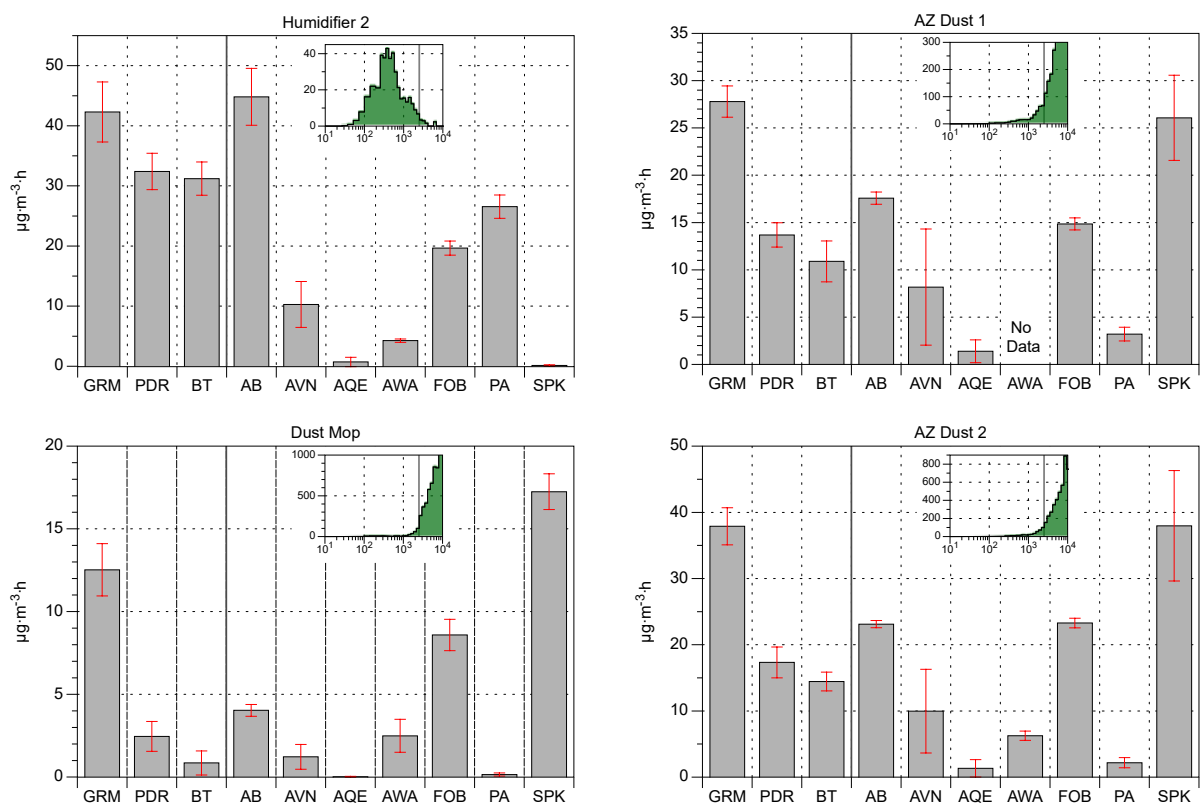 Humidifier 2
µg·m⁻³·h
50
40
30
20
10
0
40
20
0
10¹ 10² 10³ 10⁴
GRM PDR BT AB AVN AQE AWA FOB PA SPK
AZ Dust 1
µg·m⁻³·h
35
30
25
20
15
10
5
0
300
200
100
0
10¹ 10² 10³ 10⁴
No
Data
GRM PDR BT AB AVN AQE AWA FOB PA SPK
Dust Mop
µg·m⁻³·h
20
15
10
5
0
1000
500
0
10¹ 10² 10³ 10⁴
GRM PDR BT AB AVN AQE AWA FOB PA SPK
AZ Dust 2
µg·m⁻³·h
50
40
30
20
10
0
800
600
400
200
0
10¹ 10² 10³ 10⁴
GRM PDR BT AB AVN AQE AWA FOB PA SPK